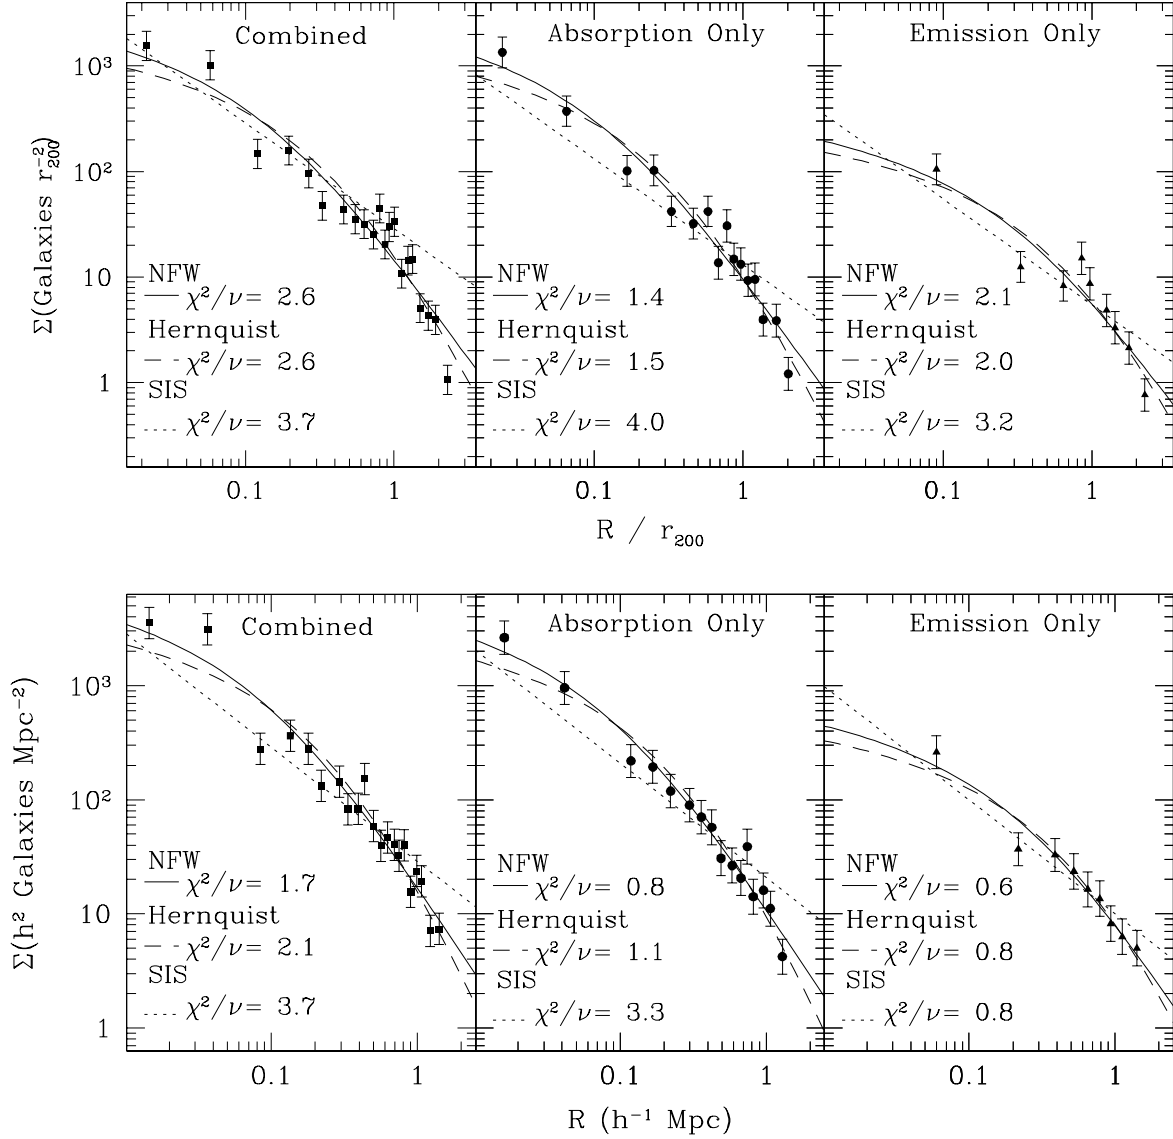 Combined
Absorption Only
Emission Only
Σ(Galaxies r₂₀₀⁻²)
10³
10²
10
1
NFW
χ²/ν= 2.6
Hernquist
χ²/ν= 2.6
SIS
χ²/ν= 3.7
NFW
χ²/ν= 1.4
Hernquist
χ²/ν= 1.5
SIS
χ²/ν= 4.0
NFW
χ²/ν= 2.1
Hernquist
χ²/ν= 2.0
SIS
χ²/ν= 3.2
0.1 1 0.1 1 0.1 1
R / r₂₀₀
Combined
Absorption Only
Emission Only
Σ(h² Galaxies Mpc⁻²)
10³
10²
10
1
NFW
χ²/ν= 1.7
Hernquist
χ²/ν= 2.1
SIS
χ²/ν= 3.7
NFW
χ²/ν= 0.8
Hernquist
χ²/ν= 1.1
SIS
χ²/ν= 3.3
NFW
χ²/ν= 0.6
Hernquist
χ²/ν= 0.8
SIS
χ²/ν= 0.8
0.1 1 0.1 1 0.1 1
R (h⁻¹ Mpc)